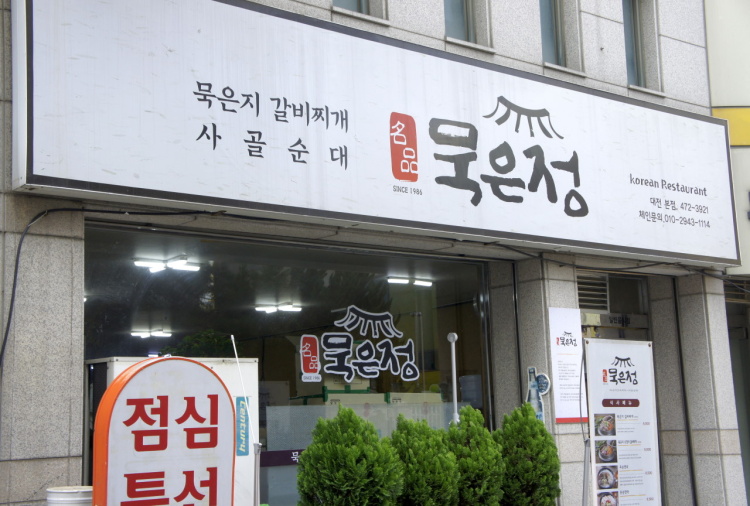 묵은지 갈비찌개
사골순대
名品
SINCE 1986
묵은정
korean Restaurant
대전 본점. 472-3921
체인문의.010-2943-1114
名品
묵은정
묵은정
점심
특선
Century